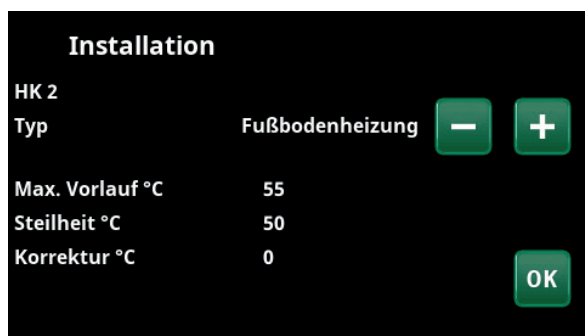 Installation
HK 2
Typ Fußbodenheizung − +
Max. Vorlauf °C 55
Steilheit °C 50
Korrektur °C 0
OK